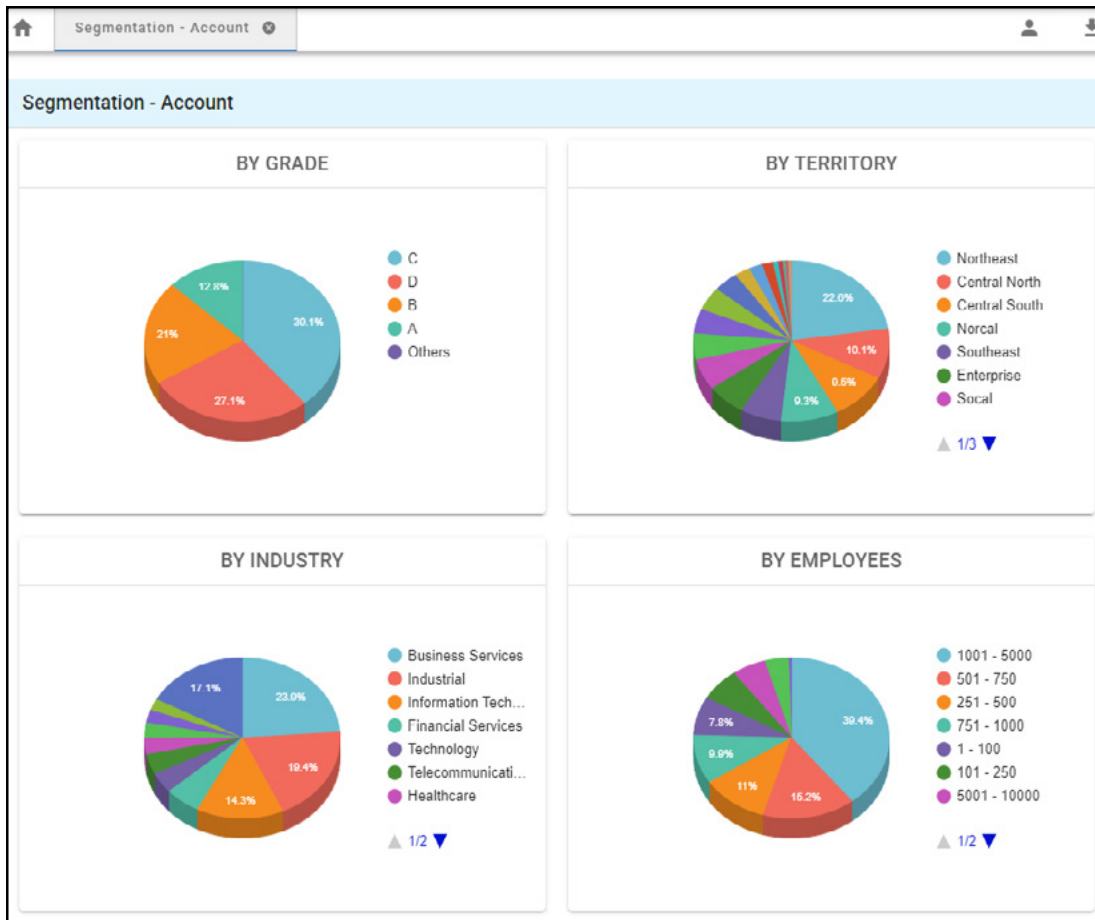 Segmentation - Account
Segmentation - Account
BY GRADE
12.8%
30.1%
21%
27.1%
C
D
B
A
Others
BY TERRITORY
22.0%
10.1%
9.3%
Northeast
Central North
Central South
Norcal
Southeast
Enterprise
Socal
1/3
BY INDUSTRY
17.1%
23.0%
19.4%
14.3%
Business Services
Industrial
Information Tech...
Financial Services
Technology
Telecommunicati...
Healthcare
1/2
BY EMPLOYEES
7.8%
39.4%
9.9%
11%
15.2%
1001 - 5000
501 - 750
251 - 500
751 - 1000
1 - 100
101 - 250
5001 - 10000
1/2